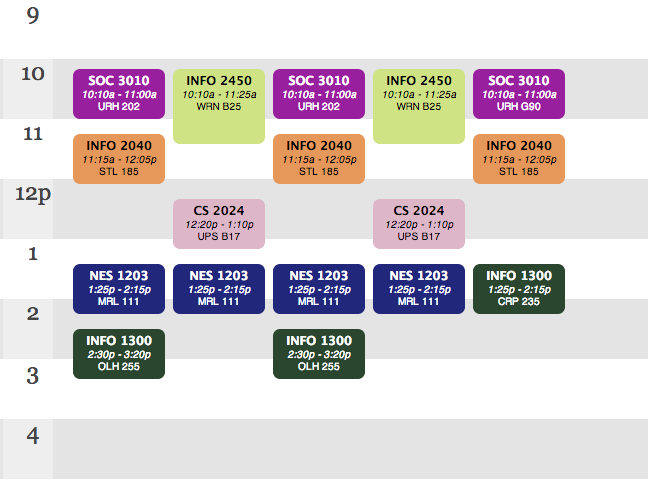 9
10
SOC 3010
10:10a - 11:00a
URH 202
INFO 2450
10:10a - 11:25a
WRN B25
SOC 3010
10:10a - 11:00a
URH 202
INFO 2450
10:10a - 11:25a
WRN B25
SOC 3010
10:10a - 11:00a
URH G90
11
INFO 2040
11:15a - 12:05p
STL 185
INFO 2040
11:15a - 12:05p
STL 185
INFO 2040
11:15a - 12:05p
STL 185
12p
CS 2024
12:20p - 1:10p
UPS B17
CS 2024
12:20p - 1:10p
UPS B17
1
NES 1203
1:25p - 2:15p
MRL 111
NES 1203
1:25p - 2:15p
MRL 111
NES 1203
1:25p - 2:15p
MRL 111
NES 1203
1:25p - 2:15p
MRL 111
INFO 1300
1:25p - 2:15p
CRP 235
2
INFO 1300
2:30p - 3:20p
OLH 255
INFO 1300
2:30p - 3:20p
OLH 255
3
4